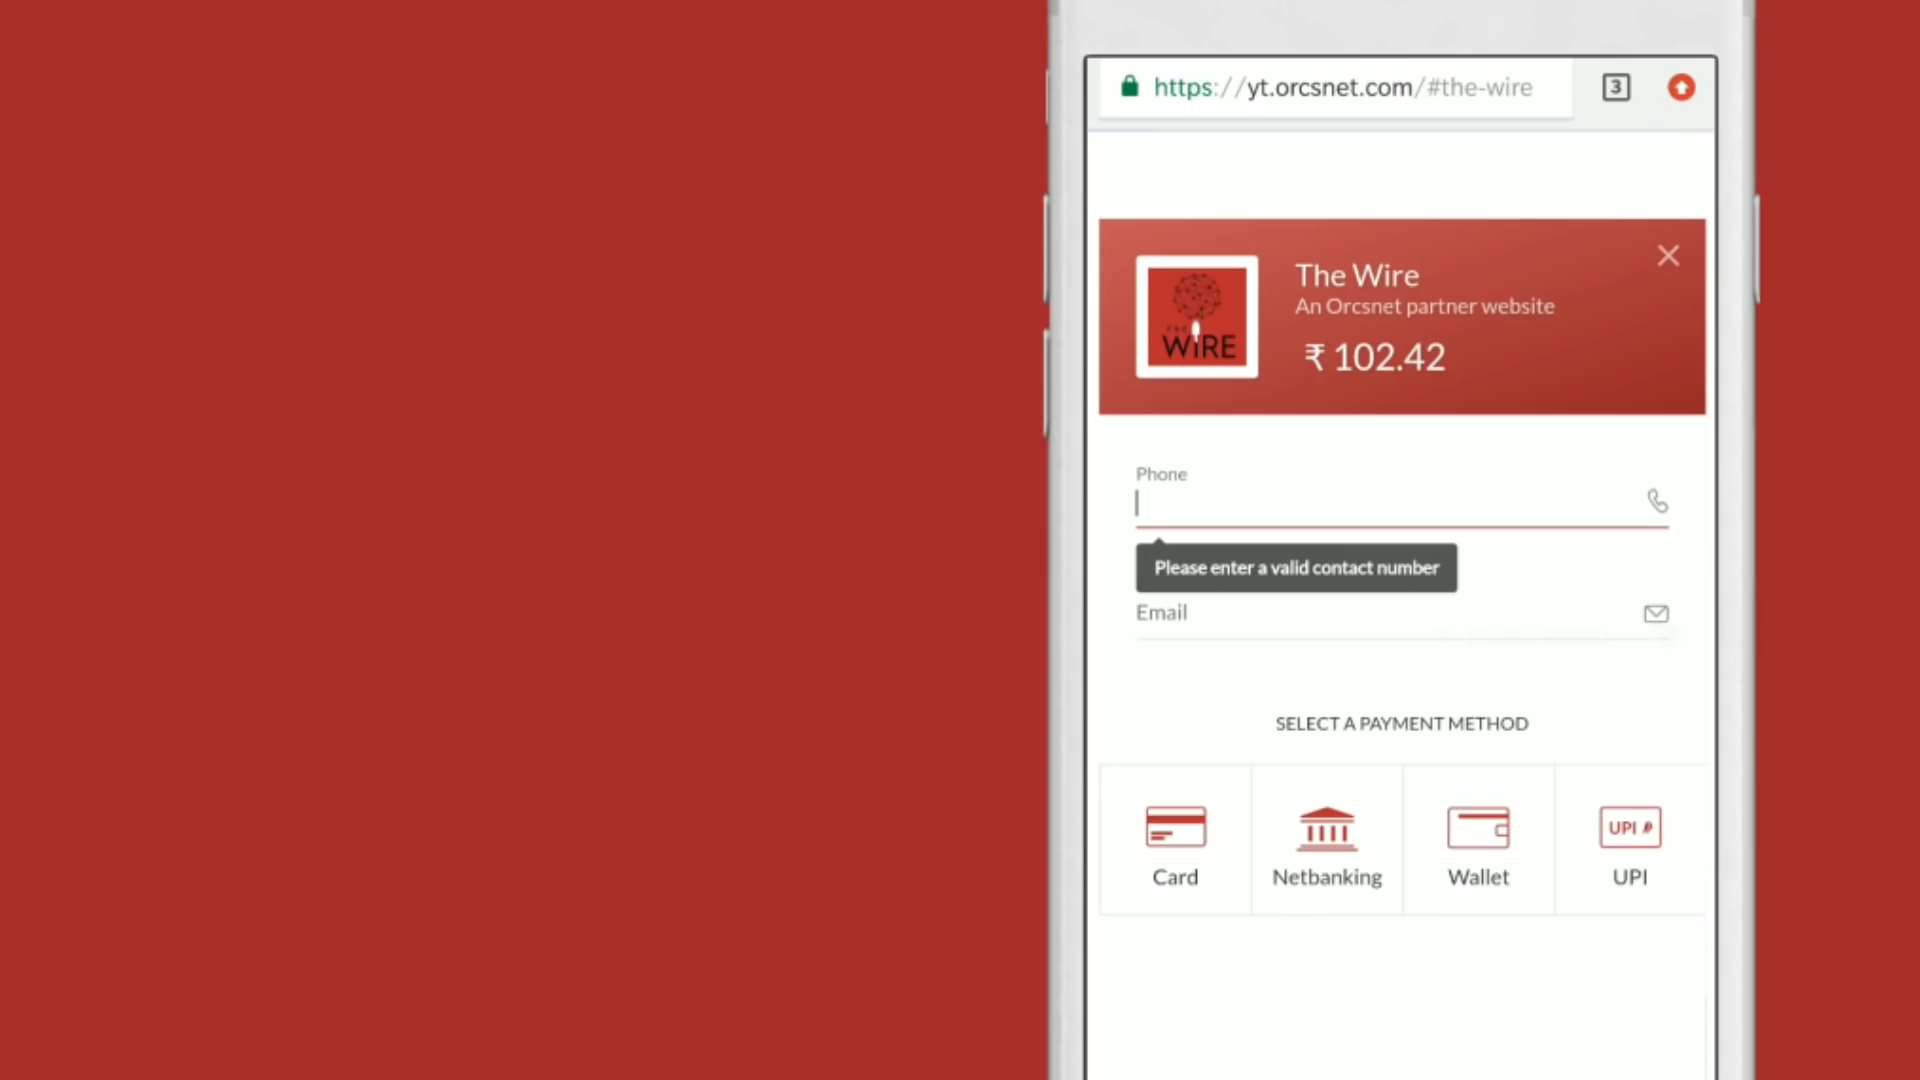 https://yt.orcsnet.com/#the-wire
3
The Wire
An Orcsnet partner website
₹ 102.42
THE
WIRE
Phone
Please enter a valid contact number
Email
SELECT A PAYMENT METHOD
UPI
Card
Netbanking
Wallet
UPI